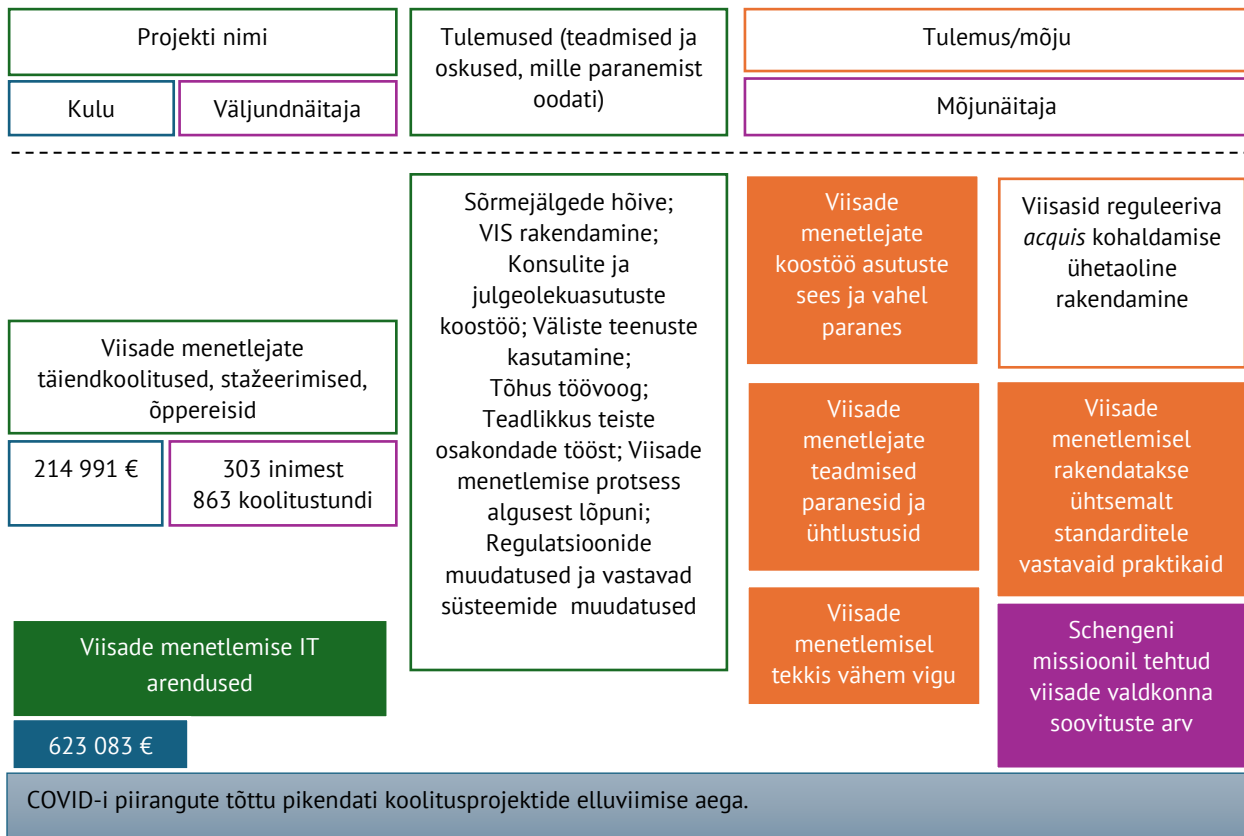 Projekti nimi
Kulu
Väljundnäitaja
Tulemused (teadmised ja
oskused, mille paranemist
oodati)
Tulemus/mõju
Mõjunäitaja
Viisade menetlejate
täiendkoolitused, stažeerimised,
õppereisid
214 991 €
303 inimest
863 koolitustundi
Viisade menetlemise IT
arendused
623 083 €
Sõrmejälgede hõive;
VIS rakendamine;
Konsulite ja
julgeolekuasutuste
koostöö; Väliste teenuste
kasutamine;
Tõhus töövoog;
Teadlikkus teiste
osakondade tööst; Viisade
menetlemise protsess
algusest lõpuni;
Regulatsioonide
muudatused ja vastavad
süsteemide muudatused
Viisade
menetlejate
koostöö asutuste
sees ja vahel
paranes
Viisade
menetlejate
teadmised
paranesid ja
ühtlustusid
Viisade
menetlemisel
tekkis vähem vigu
Viisasid reguleeriva
acquis kohaldamise
ühetaoline
rakendamine
Viisade
menetlemisel
rakendatakse
ühtsemalt
standarditele
vastavaid praktikaid
Schengeni
missioonil tehtud
viisade valdkonna
soovituste arv
COVID-i piirangute tõttu pikendati koolitusprojektide elluviimise aega.